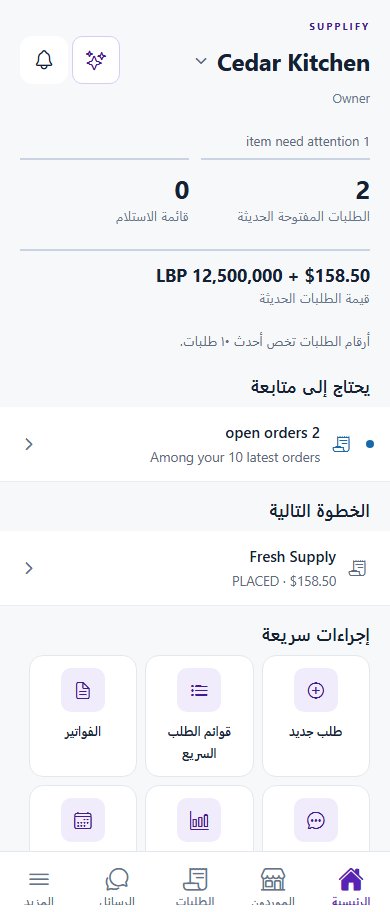 SUPPLIFY
Cedar Kitchen
Owner
item need attention 1
2
الطلبات المفتوحة الحديثة
0
قائمة الاستلام
LBP 12,500,000 + $158.50
قيمة الطلبات الحديثة
أرقام الطلبات تخص أحدث ١٠ طلبات.
يحتاج إلى متابعة
open orders 2
Among your 10 latest orders
الخطوة التالية
Fresh Supply
PLACED · $158.50
إجراءات سريعة
طلب جديد
قوائم الطلب
السريع
الفواتير
الرئيسية
الموردون
الطلبات
الرسائل
المزيد